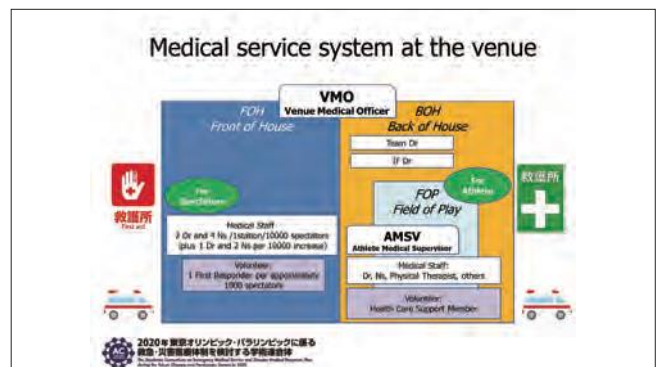 Medical service system at the venue
VMO
Venue Medical Officer
FOH
Front of House
For
Spectators
Medical Staff
2 Dr and 4 Ns /1station/10000 spectators
(plus 1 Dr and 2 Ns per 10000 increase)
Volunteer:
1 First Responder per approximately
1000 spectators
BOH
Back of House
Team Dr
IF Dr
For
Athletes
FOP
Field of Play
AMSV
Athlete Medical Supervisor
Medical Staff:
Dr, Ns, Physical Therapist, others
Volunteer:
Health Care Support Member
救護所
First aid
救護所
AC
2020年東京オリンピック・パラリンピックに係る
救急・災害医療体制を検討する学術連合体